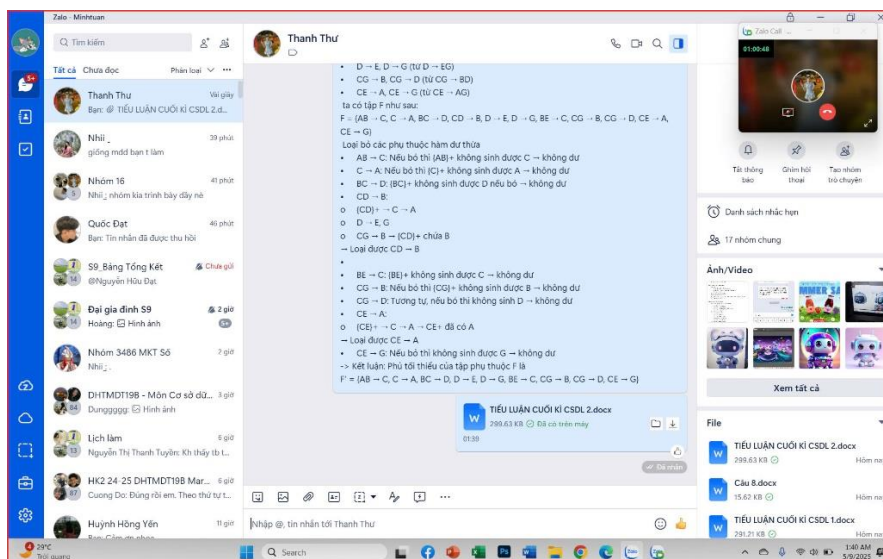 Zalo - Minhtuan
Tìm kiếm
Tất cả Chưa đọc Phân loại
Thanh Thư Vài giây
Bạn: TIỂU LUẬN CUỐI KÌ CSDL 2.d...
Nhii ̣ 39 phút
giống mdd bạn t làm
Nhóm 16 41 phút
Nhii ̣: nhóm kia trình bày đây nè
5
Quốc Đạt 46 phút
Bạn: Tin nhắn đã được thu hồi
S9_Bảng Tổng Kết Chưa gửi
@Nguyễn Hữu Đạt
14
Đại gia đình S9 2 giờ
Hoàng: Hình ảnh 5+
14
Nhóm 3486 MKT Số 2 giờ
Nhii ̣: .
DHTMDT19B - Môn Cơ sở dữ... 3 giờ
Dunggggg: Hình ảnh
84
Lịch làm 6 giờ
Nguyễn Thị Thanh Tuyền: Kh thấy tb t...
13
HK2 24-25 DHTMDT19B Mar... 6 giờ
Cuong Do: Đúng rồi em. Theo thứ tự t...
87
Huỳnh Hồng Yến 11 giờ
Thanh Thư
• D → E, D → G (từ D → EG)
• CG → B, CG → D (từ CG → BD)
• CE → A, CE → G (từ CE → AG)
ta có tập F như sau:
F = {AB → C, C → A, BC → D, CD → B, D → E, D → G, BE → C, CG → B, CG → D, CE → A,
CE → G}
Loại bỏ các phụ thuộc hàm dư thừa
• AB → C: Nếu bỏ thì (AB)+ không sinh được C → không dư
• C → A: Nếu bỏ thì (C)+ không sinh được A → không dư
• BC → D: (BC)+ không sinh được D nếu bỏ → không dư
• CD → B:
o (CD)+ → C → A
o D → E, G
o CG → B → (CD)+ chứa B
→ Loại được CD → B
•
• BE → C: (BE)+ không sinh được C → không dư
• CG → B: Nếu bỏ thì (CG)+ không sinh được B → không dư
• CG → D: Tương tự, nếu bỏ thì không sinh D → không dư
• CE → A:
o (CE)+ → C → A → CE+ đã có A
→ Loại được CE → A
• CE → G: Nếu bỏ thì không sinh được G → không dư
-> Kết luận: Phủ tối thiểu của tập phụ thuộc F là
F' = {AB → C, C → A, BC → D, D → E, D → G, BE → C, CG → B, CG → D, CE → G}
W
TIỂU LUẬN CUỐI KÌ CSDL 2.docx
299.63 KB Đã có trên máy
01:39
Đã nhận
Nhập @, tin nhắn tới Thanh Thư
Zalo Call
01:00:48
Tắt thông báo
Ghim hội thoại
Tạo nhóm trò chuyện
Danh sách nhắc hẹn
17 nhóm chung
Ảnh/Video
Xem tất cả
File
TIỂU LUẬN CUỐI KÌ CSDL 2.docx
299.63 KB Hôm na
Câu 8.docx
15.62 KB Hôm na
TIỂU LUẬN CUỐI KÌ CSDL 1.docx
291.21 KB Hôm na
29°C
Trời quang
Search
1:40 AM
5/9/2025